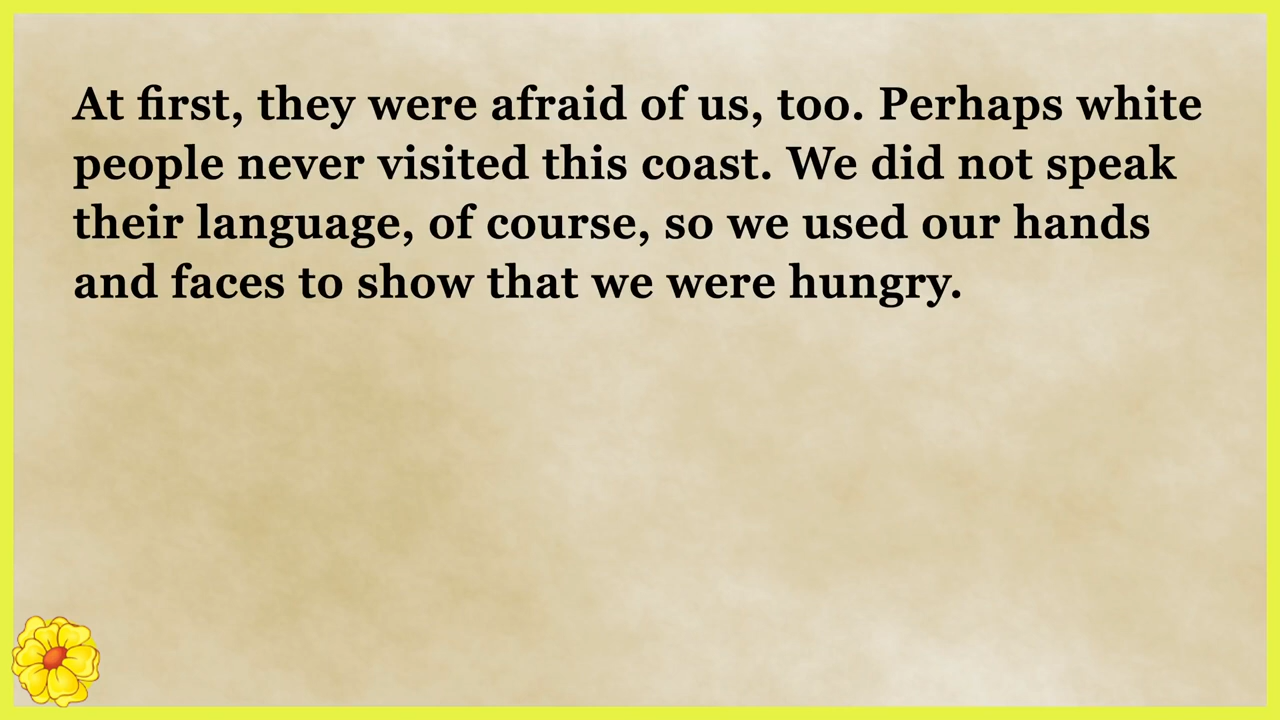 At first, they were afraid of us, too. Perhaps white
people never visited this coast. We did not speak
their language, of course, so we used our hands
and faces to show that we were hungry.